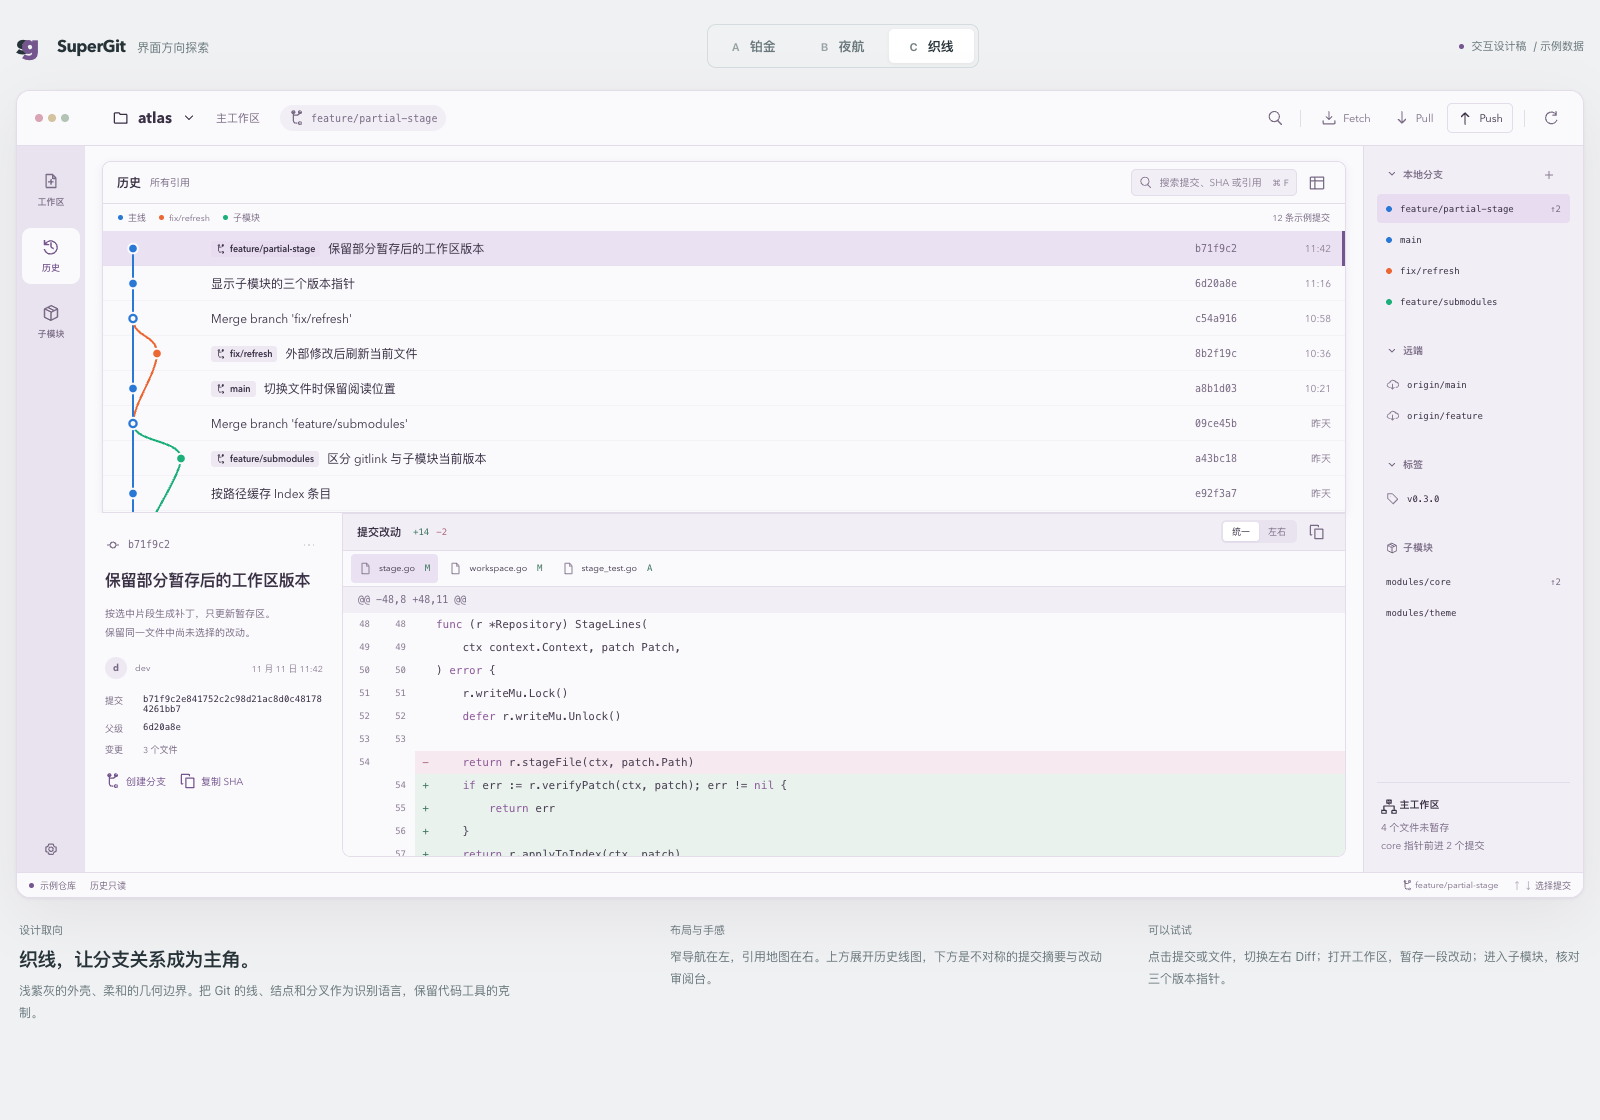 SuperGit 界面方向探索
A 铂金 B 夜航 C 织线
交互设计稿 / 示例数据
atlas 主工作区 feature/partial-stage
Fetch Pull Push
工作区
历史
子模块
历史 所有引用
搜索提交、SHA 或引用 ⌘ F
主线 fix/refresh 子模块
12 条示例提交
feature/partial-stage 保留部分暂存后的工作区版本 b71f9c2 11:42
显示子模块的三个版本指针 6d20a8e 11:16
Merge branch 'fix/refresh' c54a916 10:58
fix/refresh 外部修改后刷新当前文件 8b2f19c 10:36
main 切换文件时保留阅读位置 a8b1d03 10:21
Merge branch 'feature/submodules' 09ce45b 昨天
feature/submodules 区分 gitlink 与子模块当前版本 a43bc18 昨天
按路径缓存 Index 条目 e92f3a7 昨天
b71f9c2 ···
保留部分暂存后的工作区版本
按选中片段生成补丁，只更新暂存区。
保留同一文件中尚未选择的改动。
d dev 11 月 11 日 11:42
提交 b71f9c2e841752c2c98d21ac8d0c48178
4261bb7
父级 6d20a8e
变更 3 个文件
创建分支 复制 SHA
提交改动 +14 −2
统一 左右
stage.go M workspace.go M stage_test.go A
@@ −48,8 +48,11 @@
48 48 func (r *Repository) StageLines(
49 49 ctx context.Context, patch Patch,
50 50 ) error {
51 51 r.writeMu.Lock()
52 52 defer r.writeMu.Unlock()
53 53
54 − return r.stageFile(ctx, patch.Path)
54 + if err := r.verifyPatch(ctx, patch); err != nil {
55 + return err
56 + }
57 + return r.applyToIndex(ctx, patch)
本地分支 +
feature/partial-stage ↑2
main
fix/refresh
feature/submodules
远端
origin/main
origin/feature
标签
v0.3.0
子模块
modules/core ↑2
modules/theme
主工作区
4 个文件未暂存
core 指针前进 2 个提交
示例仓库 历史只读
feature/partial-stage ↑ ↓ 选择提交
设计取向
织线，让分支关系成为主角。
浅紫灰的外壳、柔和的几何边界。把 Git 的线、结点和分叉作为识别语言，保留代码工具的克
制。
布局与手感
窄导航在左，引用地图在右。上方展开历史线图，下方是不对称的提交摘要与改动
审阅台。
可以试试
点击提交或文件，切换左右 Diff；打开工作区，暂存一段改动；进入子模块，核对
三个版本指针。